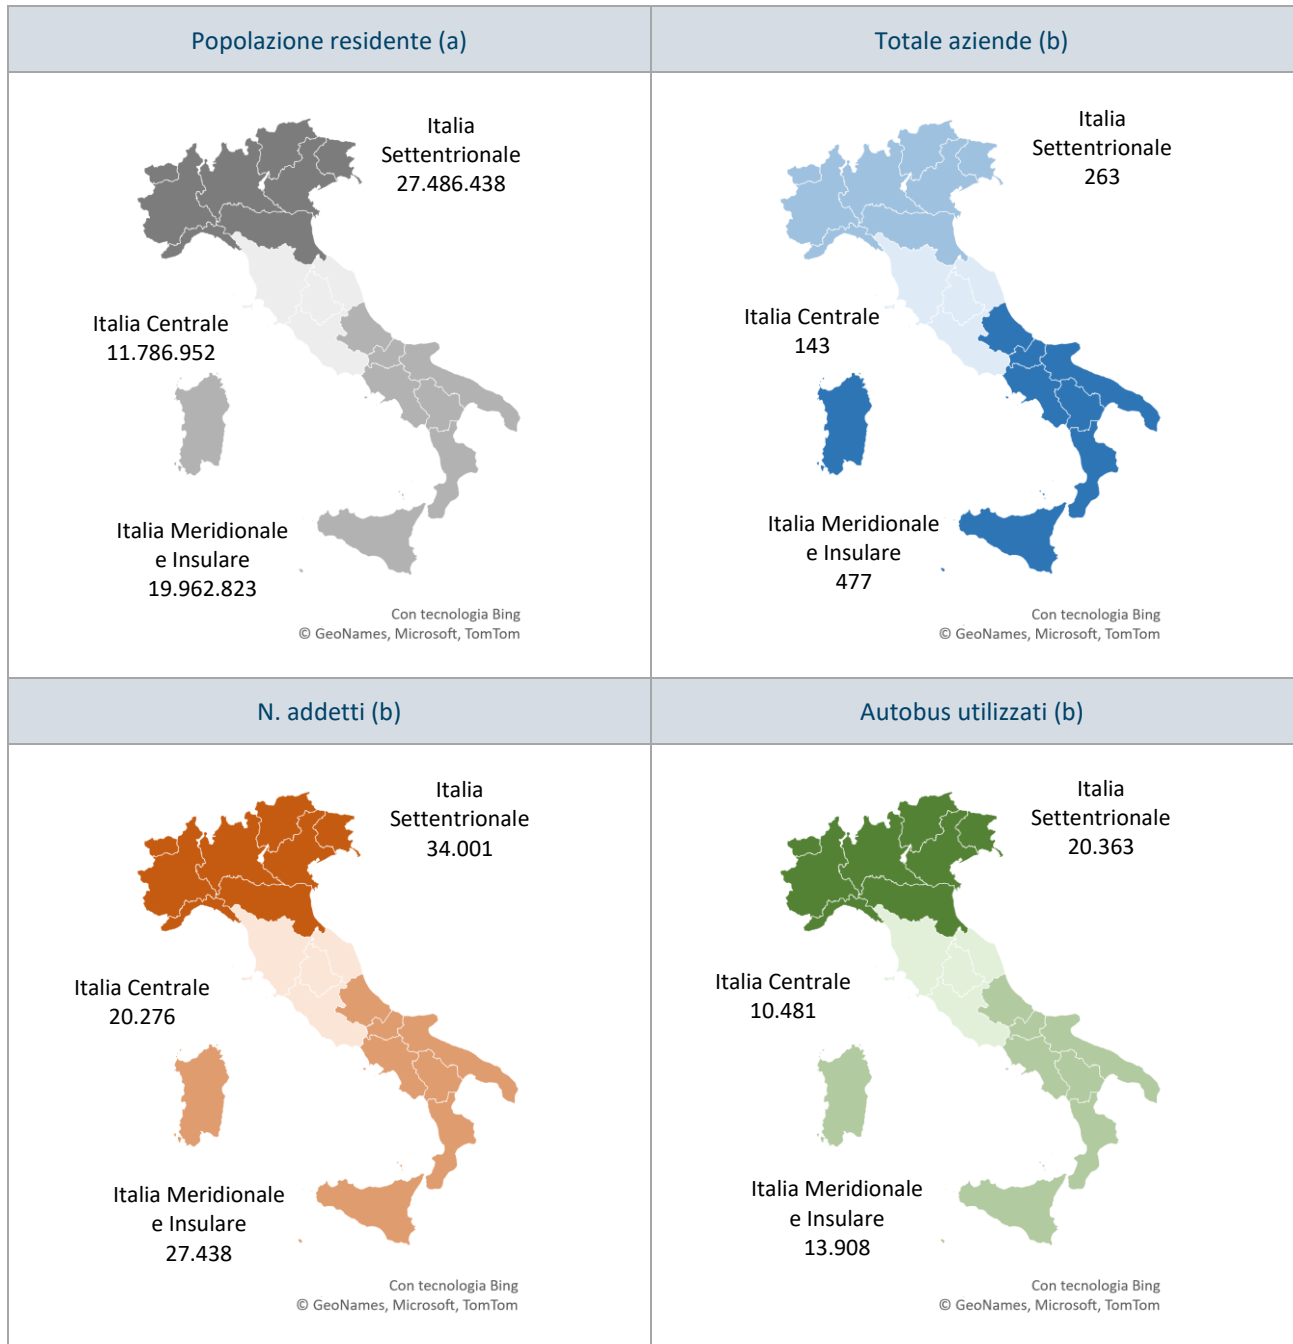 Popolazione residente (a)
Totale aziende (b)
Italia
Settentrionale
27.486.438
Italia Centrale
11.786.952
Italia Meridionale
e Insulare
19.962.823
Con tecnologia Bing
© GeoNames, Microsoft, TomTom
Italia
Settentrionale
263
Italia Centrale
143
Italia Meridionale
e Insulare
477
Con tecnologia Bing
© GeoNames, Microsoft, TomTom
N. addetti (b)
Autobus utilizzati (b)
Italia
Settentrionale
34.001
Italia Centrale
20.276
Italia Meridionale
e Insulare
27.438
Con tecnologia Bing
© GeoNames, Microsoft, TomTom
Italia
Settentrionale
20.363
Italia Centrale
10.481
Italia Meridionale
e Insulare
13.908
Con tecnologia Bing
© GeoNames, Microsoft, TomTom